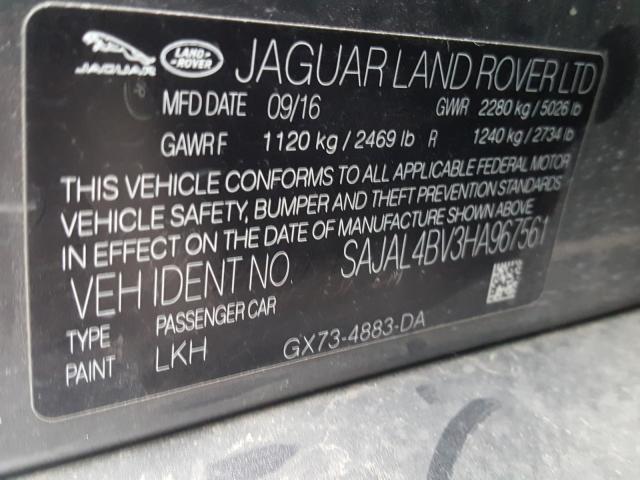 JAGUAR LAND ROVER JAGUAR LAND ROVER LTD
MFD DATE 09/16 GWR 2280 kg / 5026 lb
GAWR F 1120 kg / 2469 lb R 1240 kg / 2734 lb
THIS VEHICLE CONFORMS TO ALL APPLICABLE FEDERAL MOTOR
VEHICLE SAFETY, BUMPER AND THEFT PREVENTION STANDARDS
IN EFFECT ON THE DATE OF MANUFACTURE SHOWN ABOVE
VEH IDENT NO. SAJAL4BV3HA967561
TYPE PASSENGER CAR
PAINT LKH GX73-4883-DA